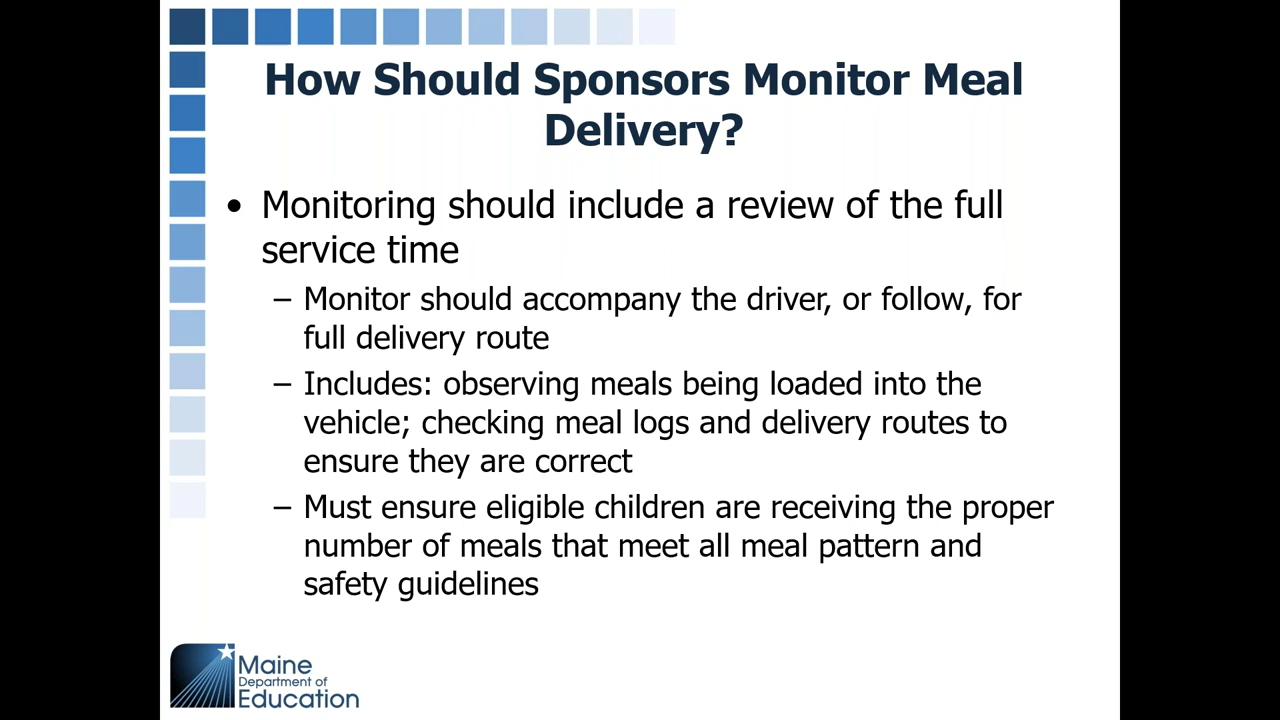 How Should Sponsors Monitor Meal
Delivery?
• Monitoring should include a review of the full
service time
– Monitor should accompany the driver, or follow, for
full delivery route
– Includes: observing meals being loaded into the
vehicle; checking meal logs and delivery routes to
ensure they are correct
– Must ensure eligible children are receiving the proper
number of meals that meet all meal pattern and
safety guidelines
Maine
Department of
Education